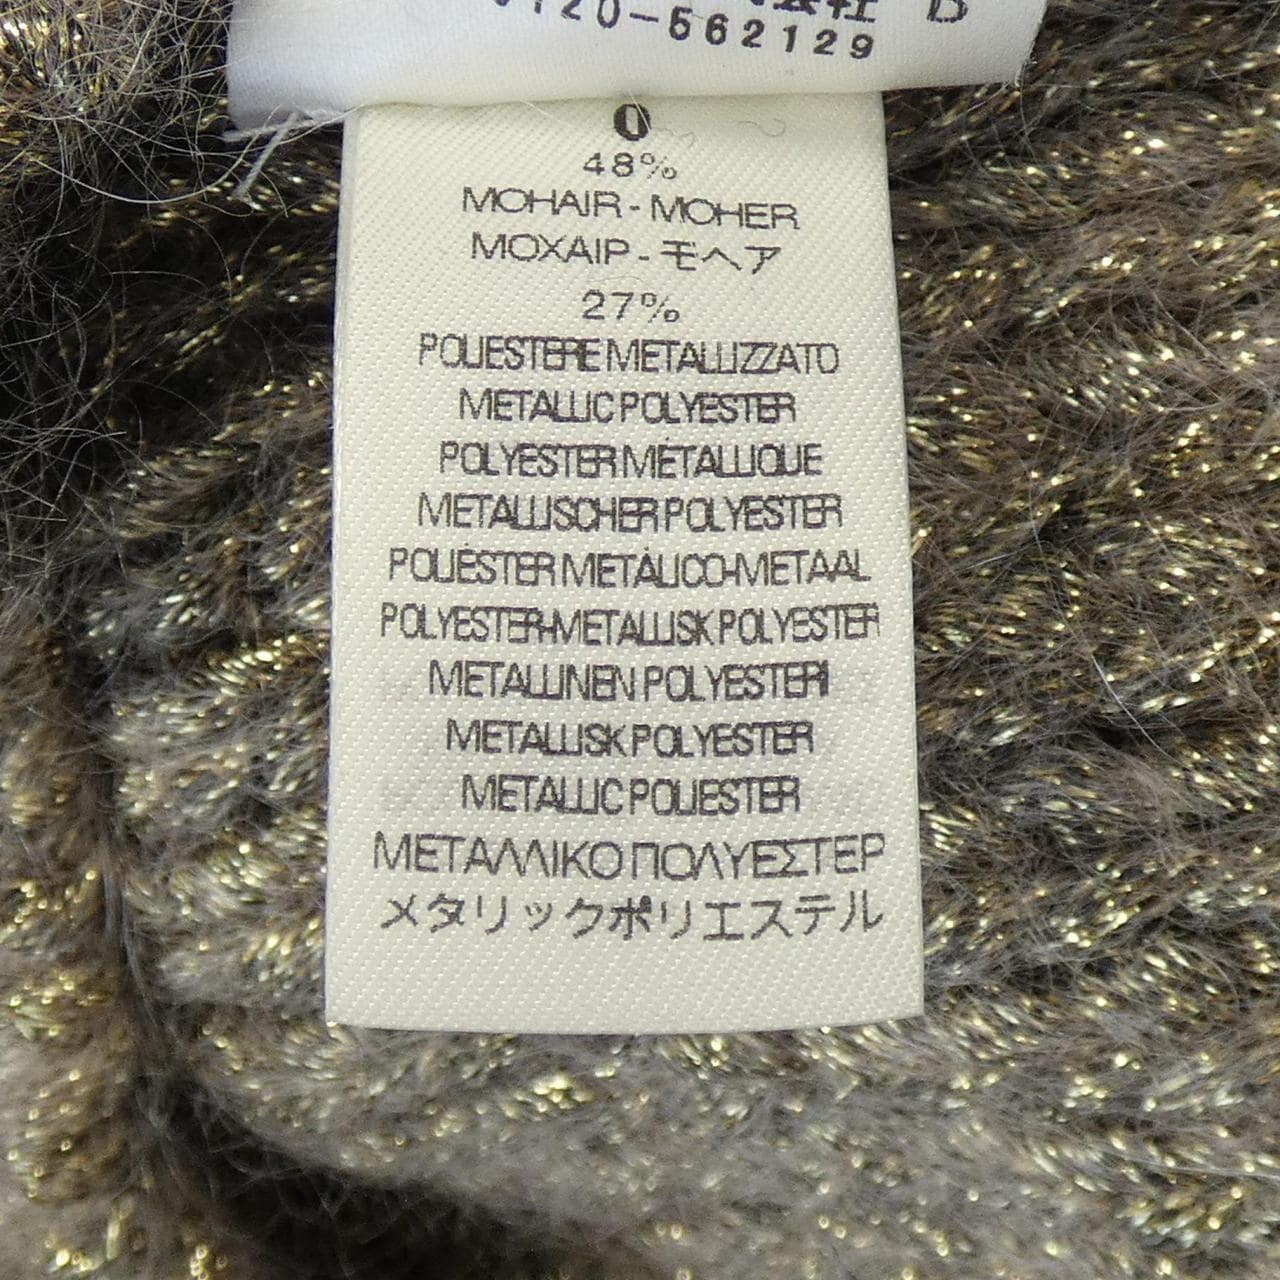 0120-562129
0
48%
MOHAIR - MOHER
MOXAIP - モヘア
27%
POLIESTERE METALLIZZATO
METALLIC POLYESTER
POLYESTER MÉTALLIQUE
METALLISCHER POLYESTER
POLIÉSTER METÁLICO-METAAL
POLYESTER-METALLISK POLYESTER
METALLINEN POLYESTERI
METALLISK POLYESTER
METALLIC POLIESTER
ΜΕΤΑΛΛΙΚΟ ΠΟΛΥΕΣΤΕΡ
メタリックポリエステル